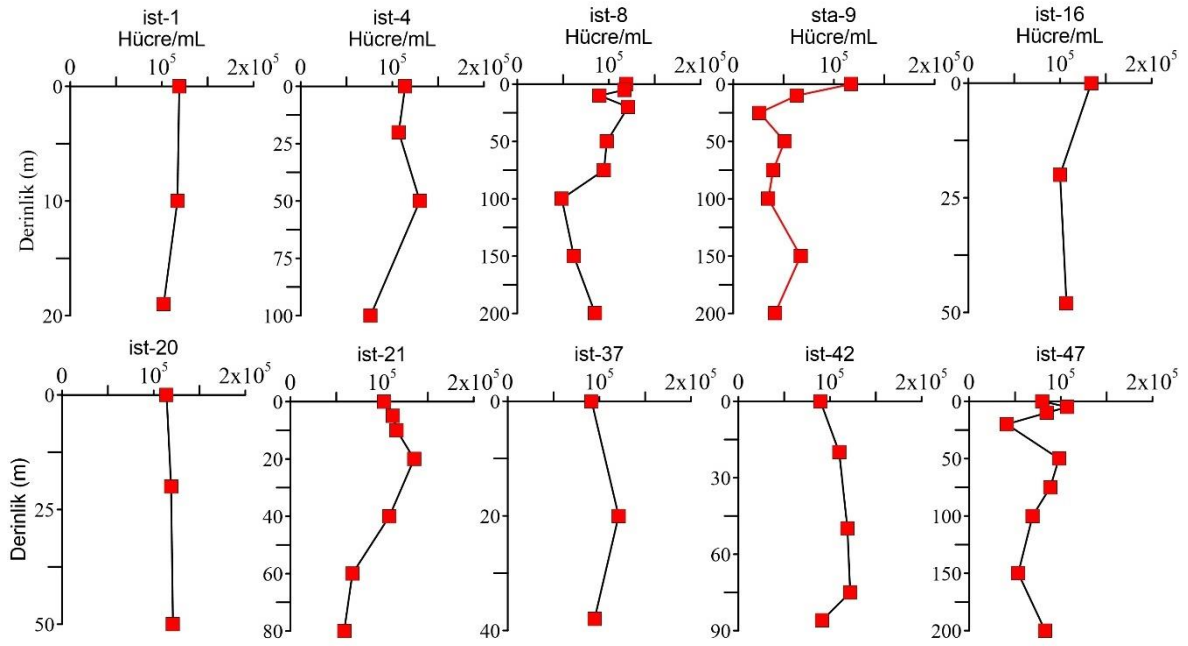 ist-1
Hücre/mL
0 10⁵ 2x10⁵
Derinlik (m)
0
10
20
ist-4
Hücre/mL
0 10⁵ 2x10⁵
0
25
50
75
100
ist-8
Hücre/mL
0 10⁵ 2x10⁵
0
50
100
150
200
sta-9
Hücre/mL
0 10⁵ 2x10⁵
0
50
100
150
200
ist-16
Hücre/mL
0 10⁵ 2x10⁵
0
25
50
ist-20
0 10⁵ 2x10⁵
Derinlik (m)
0
25
50
ist-21
0 10⁵ 2x10⁵
0
20
40
60
80
ist-37
0 10⁵ 2x10⁵
0
20
40
ist-42
0 10⁵ 2x10⁵
0
30
60
90
ist-47
0 10⁵ 2x10⁵
0
50
100
150
200